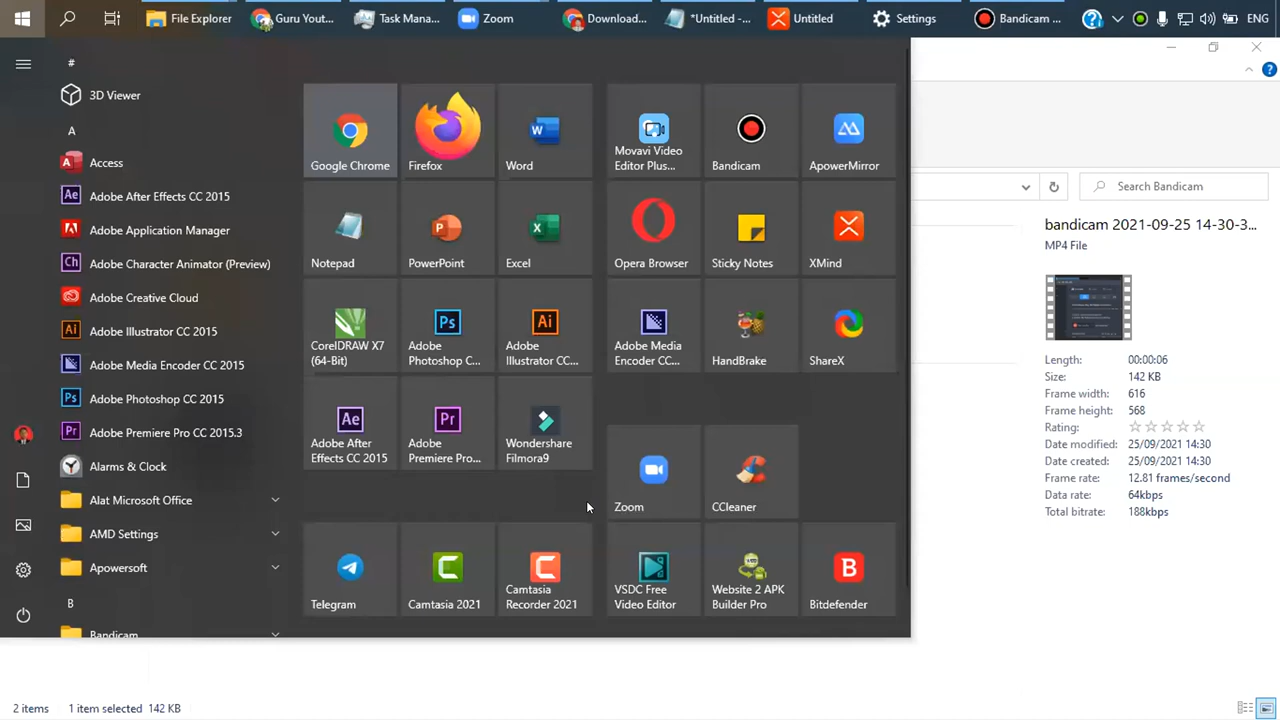 File Explorer
Guru Yout...
Task Mana...
Zoom
Download...
*Untitled -...
Untitled
Settings
Bandicam ...
ENG
#
3D Viewer
A
Access
Adobe After Effects CC 2015
Adobe Application Manager
Adobe Character Animator (Preview)
Adobe Creative Cloud
Adobe Illustrator CC 2015
Adobe Media Encoder CC 2015
Adobe Photoshop CC 2015
Adobe Premiere Pro CC 2015.3
Alarms & Clock
Alat Microsoft Office
AMD Settings
Apowersoft
B
Bandicam
Google Chrome
Firefox
Word
Movavi Video
Editor Plus...
Bandicam
ApowerMirror
Notepad
PowerPoint
Excel
Opera Browser
Sticky Notes
XMind
CorelDRAW X7
(64-Bit)
Adobe
Photoshop C...
Adobe
Illustrator CC...
Adobe Media
Encoder CC...
HandBrake
ShareX
Adobe After
Effects CC 2015
Adobe
Premiere Pro...
Wondershare
Filmora9
Zoom
CCleaner
Telegram
Camtasia 2021
Camtasia
Recorder 2021
VSDC Free
Video Editor
Website 2 APK
Builder Pro
Bitdefender
Search Bandicam
bandicam 2021-09-25 14-30-3...
MP4 File
Length: 00:00:06
Size: 142 KB
Frame width: 616
Frame height: 568
Rating:
Date modified: 25/09/2021 14:30
Date created: 25/09/2021 14:30
Frame rate: 12.81 frames/second
Data rate: 64kbps
Total bitrate: 188kbps
2 items 1 item selected 142 KB